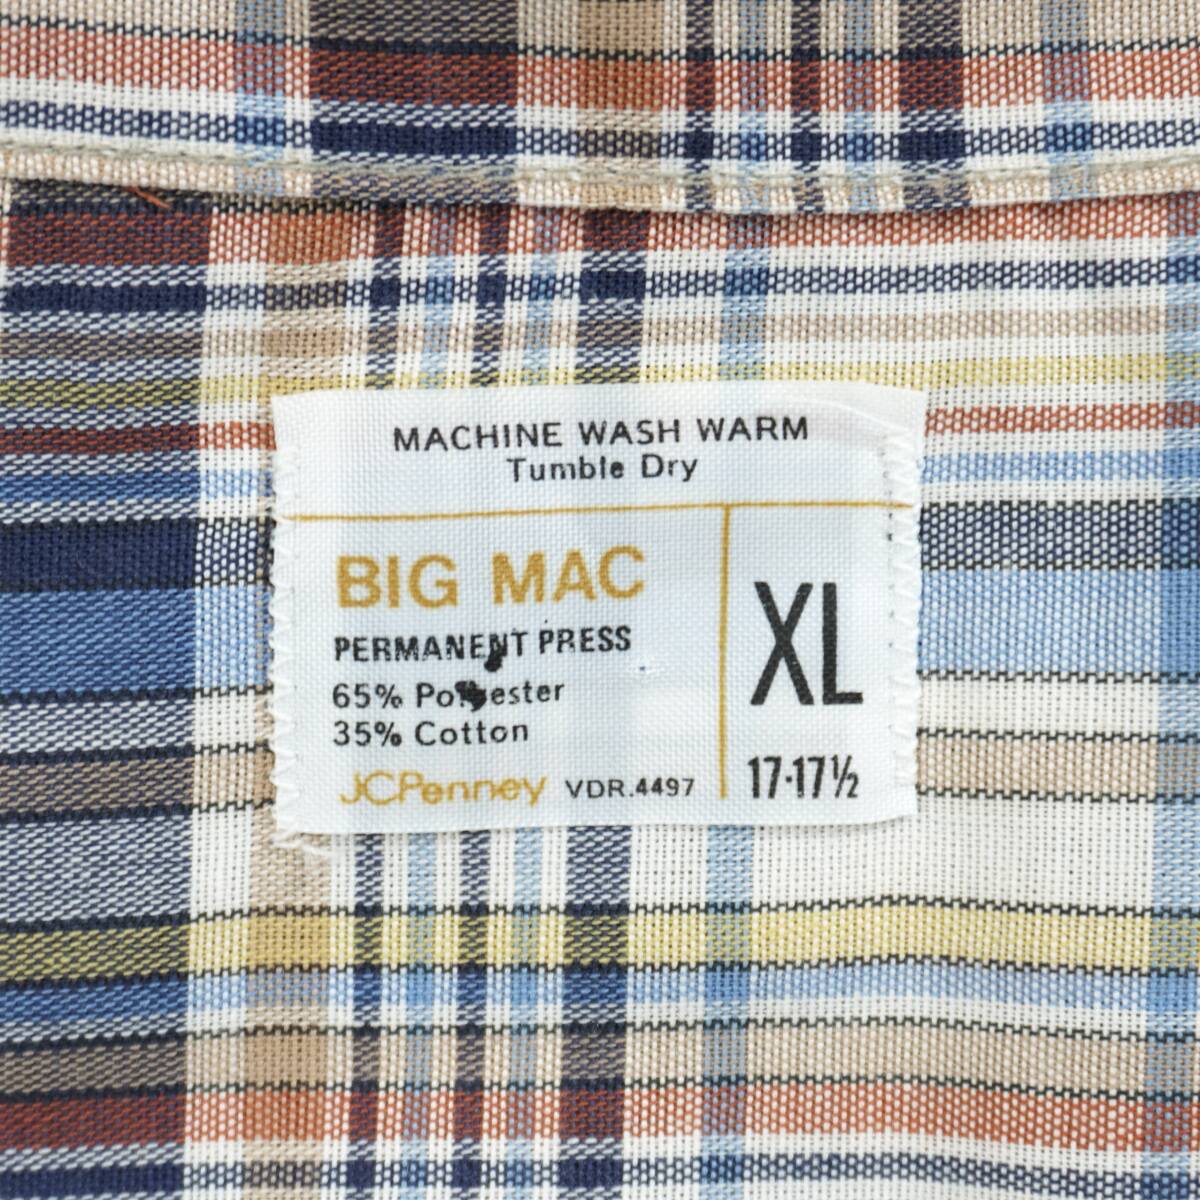 MACHINE WASH WARM
Tumble Dry
BIG MAC
PERMANENT PRESS
65% Polyester
35% Cotton
JCPenney VDR.4497
XL
17-17½